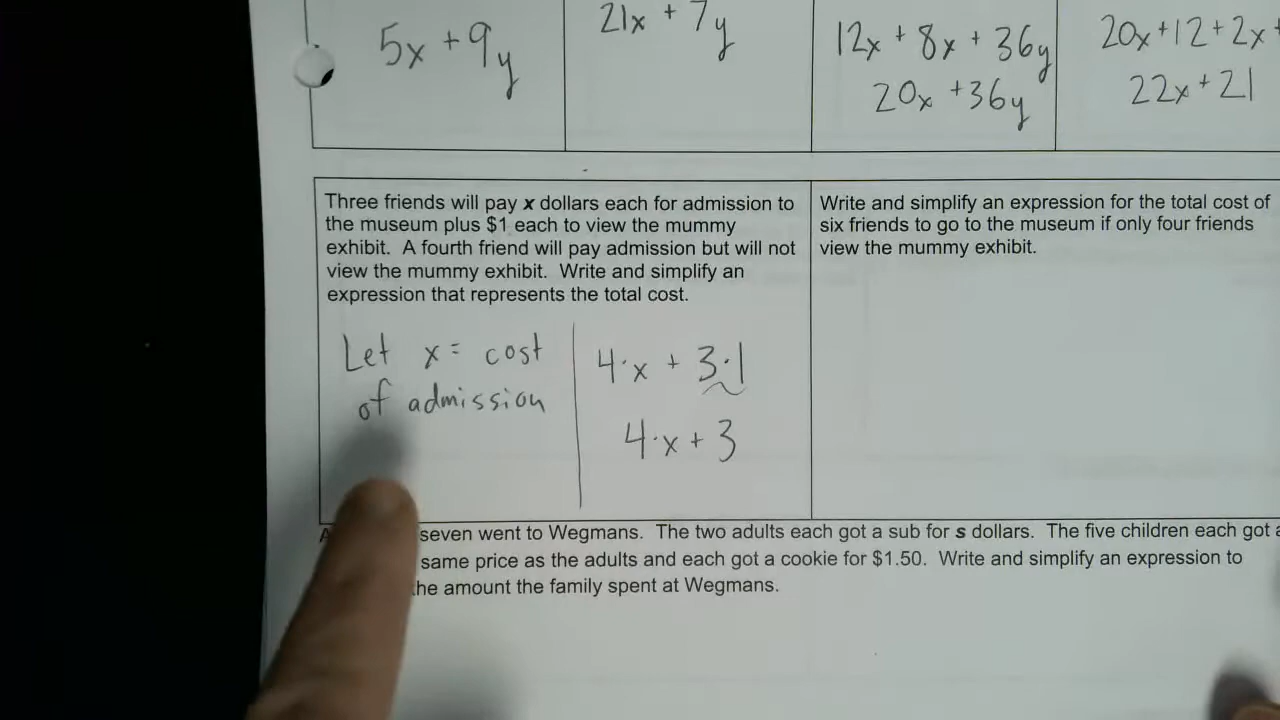 5x + 9y
21x + 7y
12x + 8x + 36y
20x + 36y
20x + 12 + 2x +
22x + 21
Three friends will pay x dollars each for admission to
the museum plus $1 each to view the mummy
exhibit. A fourth friend will pay admission but will not
view the mummy exhibit. Write and simplify an
expression that represents the total cost.
Let x = cost
of admission
4·x + 3·1
4·x + 3
Write and simplify an expression for the total cost of
six friends to go to the museum if only four friends
view the mummy exhibit.
A seven went to Wegmans. The two adults each got a sub for s dollars. The five children each got a
same price as the adults and each got a cookie for $1.50. Write and simplify an expression to
the amount the family spent at Wegmans.